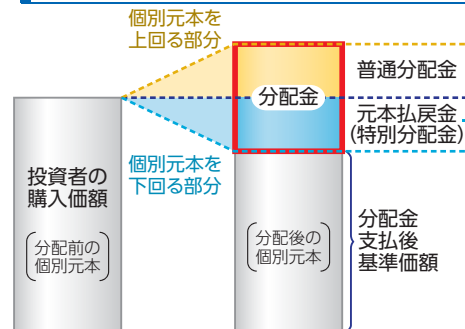 個別元本を
上回る部分
普通分配金
分配金
元本払戻金
(特別分配金)
個別元本を
下回る部分
投資者の
購入価額
(分配前の
個別元本)
(分配後の
個別元本)
分配金
支払後
基準価額